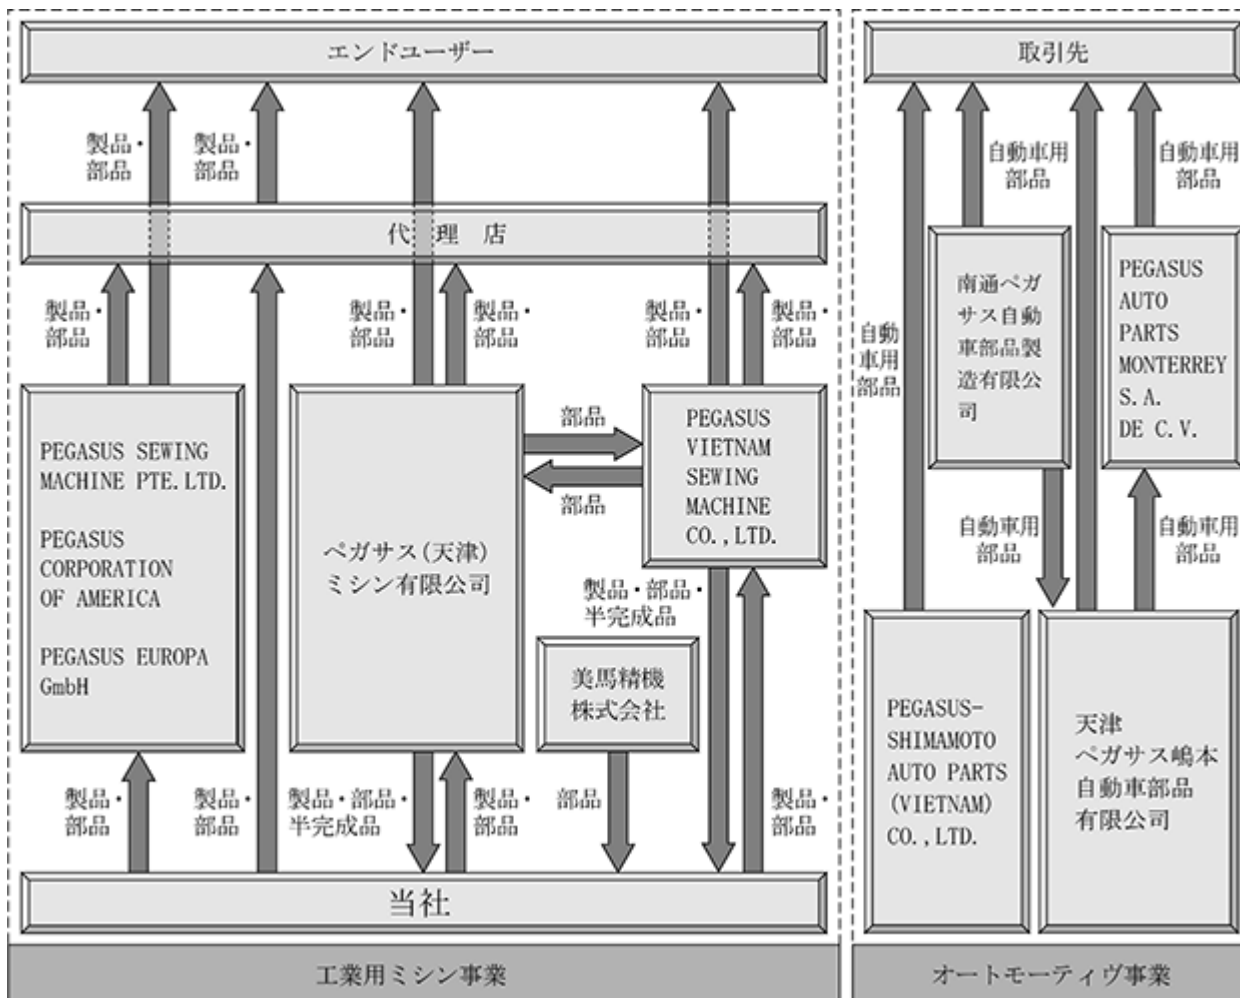 エンドユーザー
製品・
部品
製品・
部品
代 理 店
製品・
部品
製品・
部品
製品・
部品
製品・
部品
製品・
部品
PEGASUS SEWING
MACHINE PTE.LTD.
PEGASUS
CORPORATION
OF AMERICA
PEGASUS EUROPA
GmbH
ペガサス(天津)
ミシン有限公司
部品
部品
PEGASUS
VIETNAM
SEWING
MACHINE
CO.,LTD.
製品・部品・
半完成品
美馬精機
株式会社
製品・
部品
製品・
部品
製品・部品・
半完成品
製品・
部品
部品
製品・
部品
当社
工業用ミシン事業
取引先
自動車用
部品
自動車用
部品
自動
車用
部品
南通ペガ
サス自動
車部品製
造有限公
司
PEGASUS
AUTO
PARTS
MONTERREY
S.A.
DE C.V.
自動車用
部品
自動車用
部品
PEGASUS-
SHIMAMOTO
AUTO PARTS
(VIETNAM)
CO.,LTD.
天津
ペガサス嶋本
自動車部品
有限公司
オートモーティヴ事業